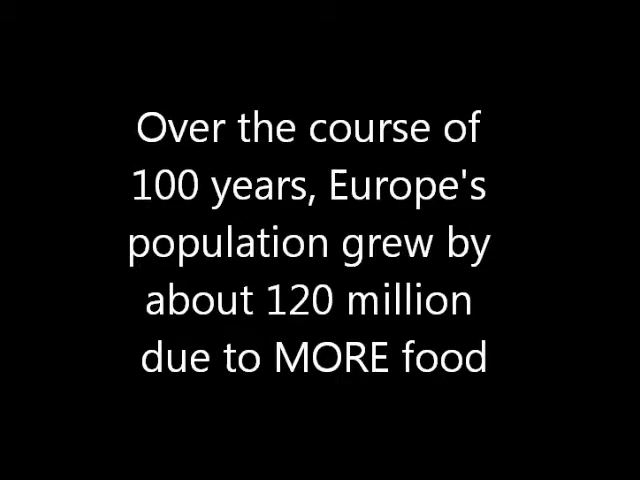 Over the course of
100 years, Europe's
population grew by
about 120 million
due to MORE food